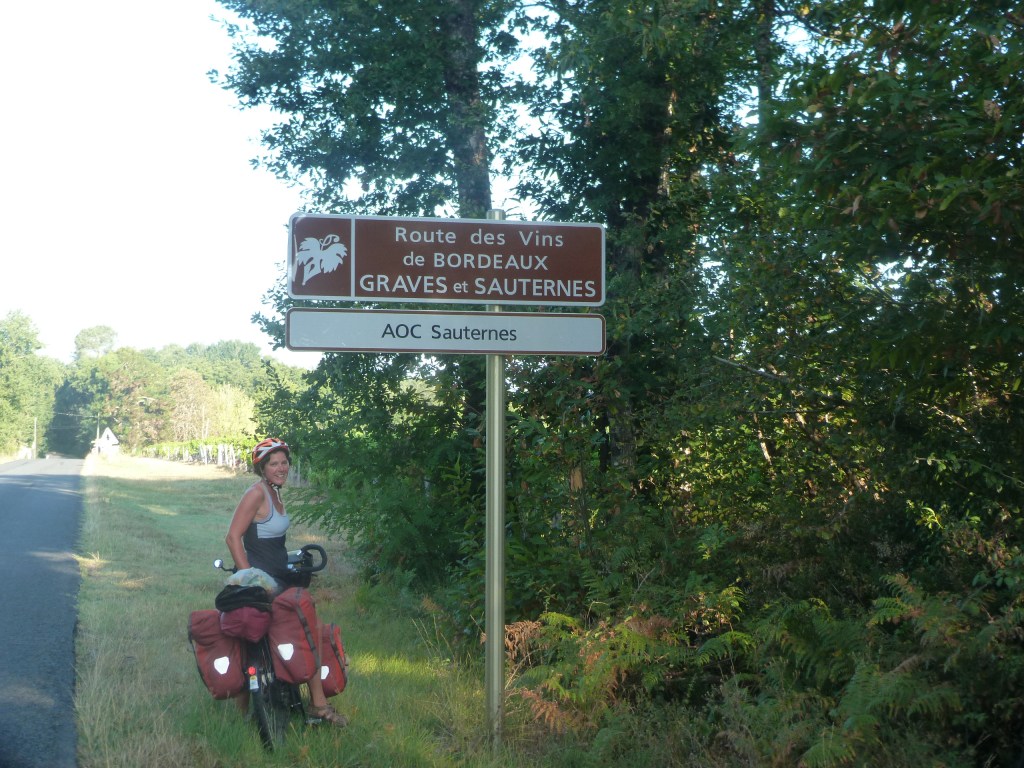 Route des Vins
de BORDEAUX
GRAVES et SAUTERNES
AOC Sauternes